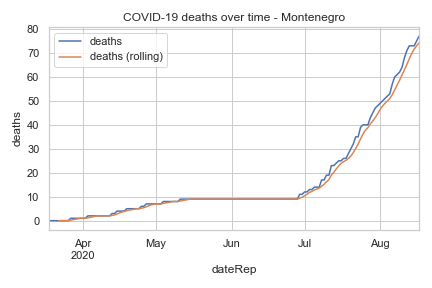 COVID-19 deaths over time - Montenegro
deaths
deaths (rolling)
80
70
60
50
40
30
20
10
0
deaths
Apr
2020
May
Jun
Jul
Aug
dateRep